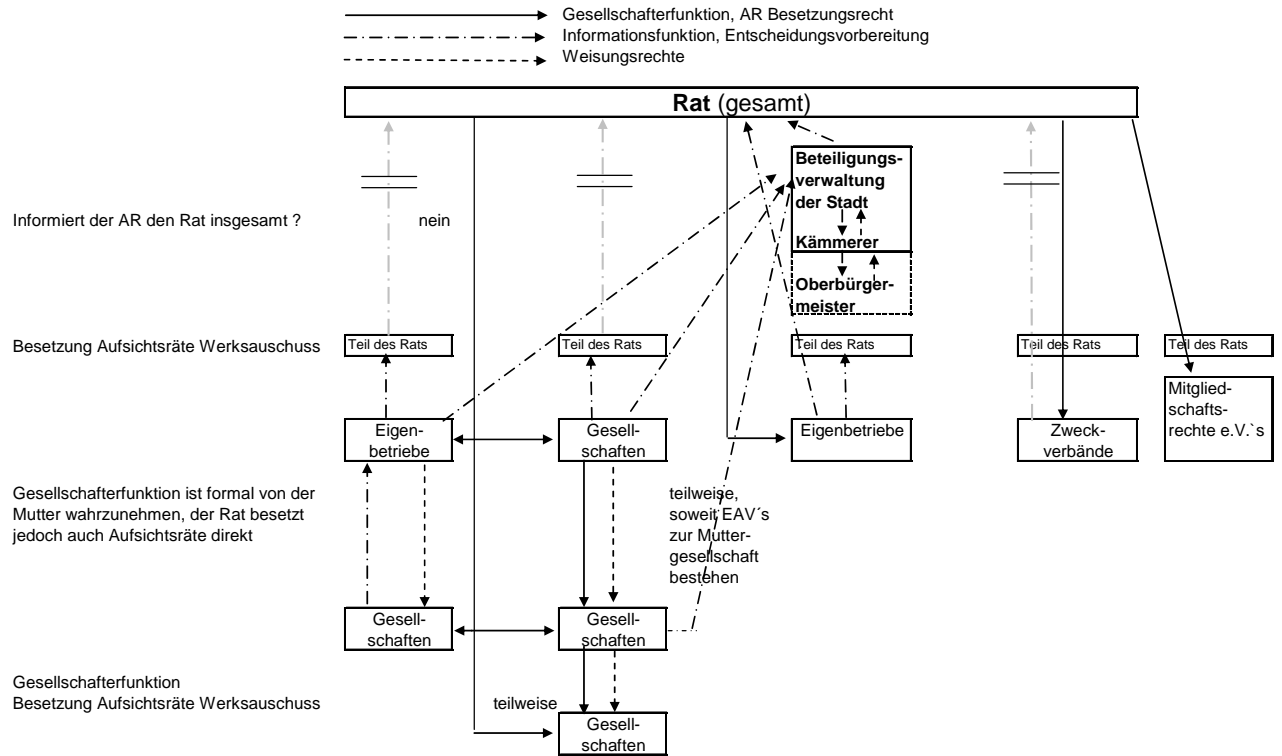 Gesellschafterfunktion, AR Besetzungsrecht
Informationsfunktion, Entscheidungsvorbereitung
Weisungsrechte
Rat (gesamt)
Beteiligungs-
verwaltung
der Stadt
Kämmerer
Oberbürger-
meister
Informiert der AR den Rat insgesamt ?
nein
Besetzung Aufsichtsräte Werksauschuss
Teil des Rats
Teil des Rats
Teil des Rats
Teil des Rats
Teil des Rats
Eigen-
betriebe
Gesell-
schaften
Eigenbetriebe
Zweck-
verbände
Mitglied-
schafts-
rechte e.V.`s
Gesellschafterfunktion ist formal von der
Mutter wahrzunehmen, der Rat besetzt
jedoch auch Aufsichtsräte direkt
teilweise,
soweit EAV´s
zur Mutter-
gesellschaft
bestehen
Gesell-
schaften
Gesell-
schaften
Gesellschafterfunktion
Besetzung Aufsichtsräte Werksauschuss
teilweise
Gesell-
schaften